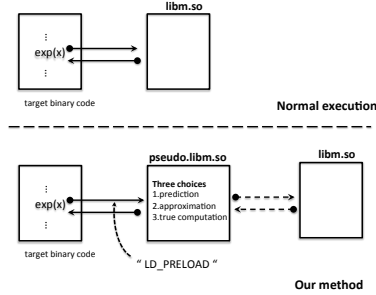 libm.so
⋮
exp(x)
⋮
target binary code
Normal execution
pseudo.libm.so
libm.so
⋮
exp(x)
⋮
Three choices
1.prediction
2.approximation
3.true computation
target binary code
“ LD_PRELOAD “
Our method